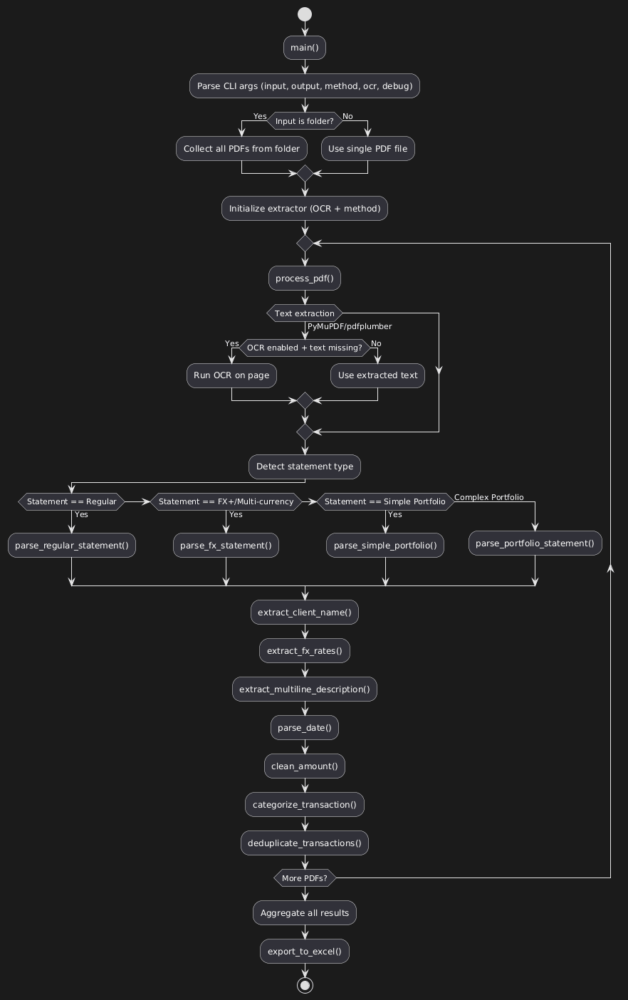 main()
Parse CLI args (input, output, method, ocr, debug)
Yes
Input is folder?
No
Collect all PDFs from folder
Use single PDF file
Initialize extractor (OCR + method)
process_pdf()
Text extraction
PyMuPDF/pdfplumber
Yes
OCR enabled + text missing?
No
Run OCR on page
Use extracted text
Detect statement type
Statement == Regular
Statement == FX+/Multi-currency
Statement == Simple Portfolio
Complex Portfolio
Yes
Yes
Yes
parse_regular_statement()
parse_fx_statement()
parse_simple_portfolio()
parse_portfolio_statement()
extract_client_name()
extract_fx_rates()
extract_multiline_description()
parse_date()
clean_amount()
categorize_transaction()
deduplicate_transactions()
More PDFs?
Aggregate all results
export_to_excel()